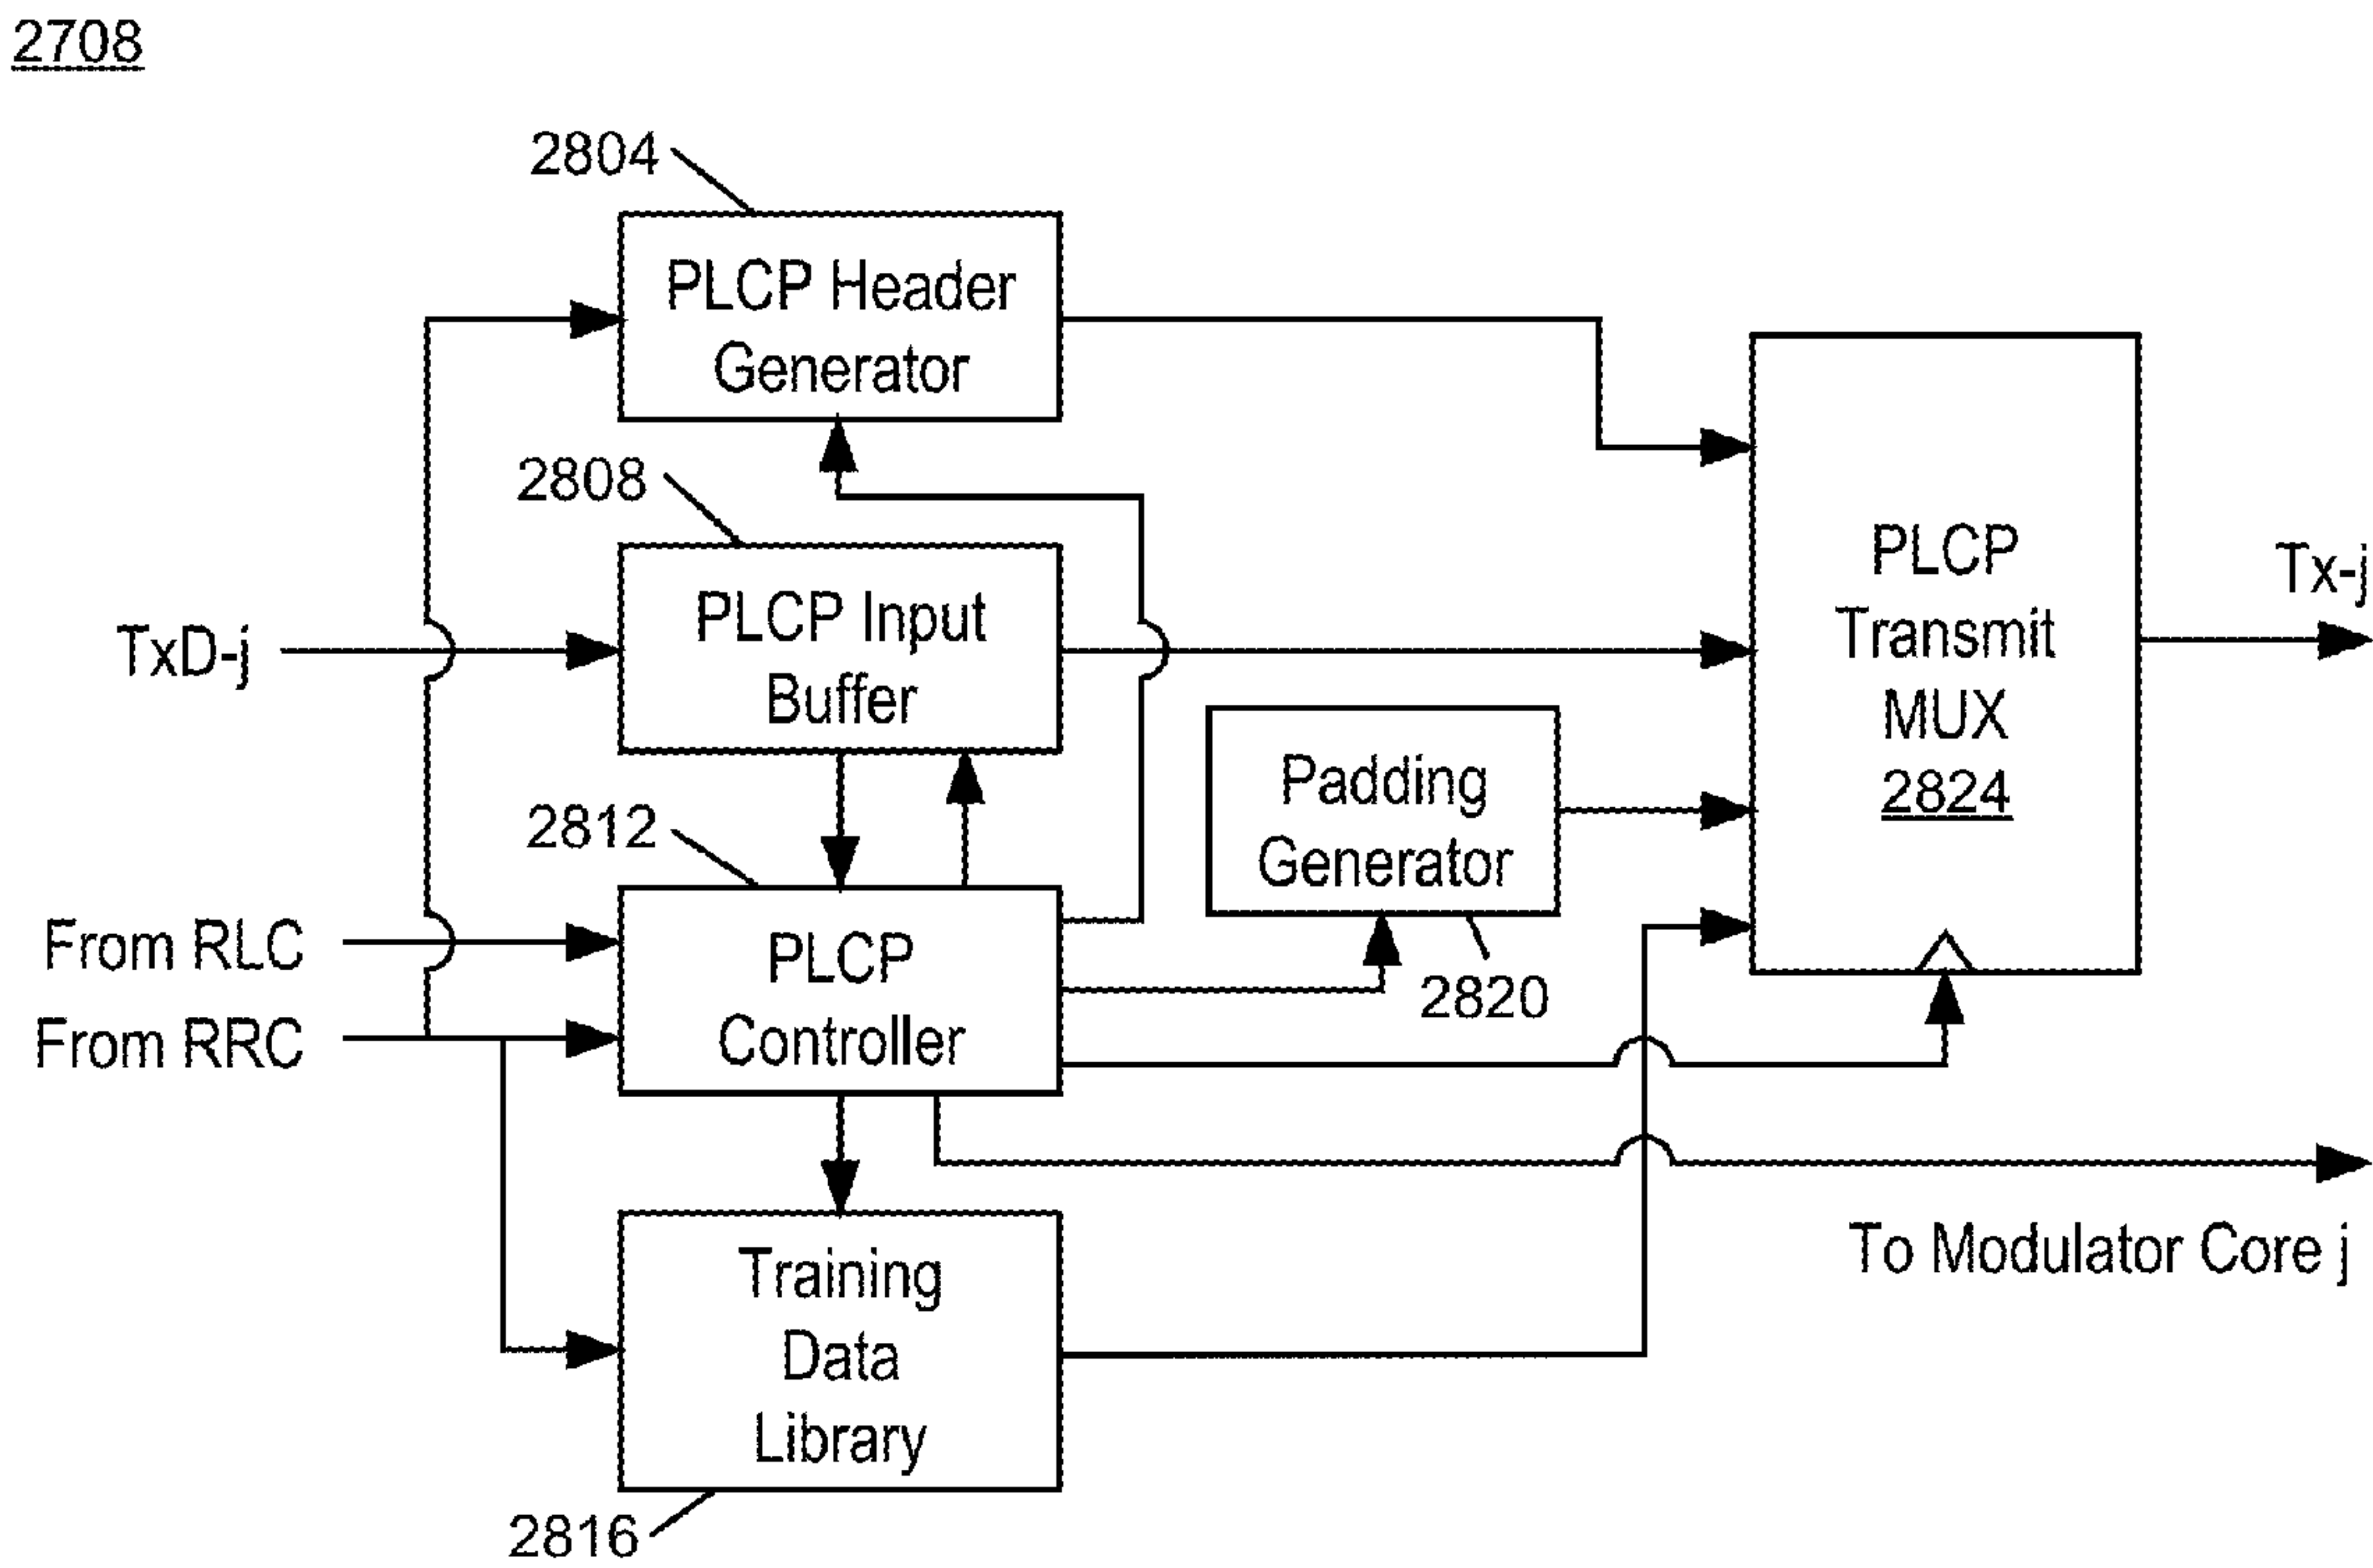 2708
2804
PLCP Header
Generator
2808
PLCP Input
Buffer
TxD-j
PLCP
Transmit
MUX
2824
Tx-j
Padding
Generator
2820
2812
From RLC
From RRC
PLCP
Controller
To Modulator Core j
Training
Data
Library
2816